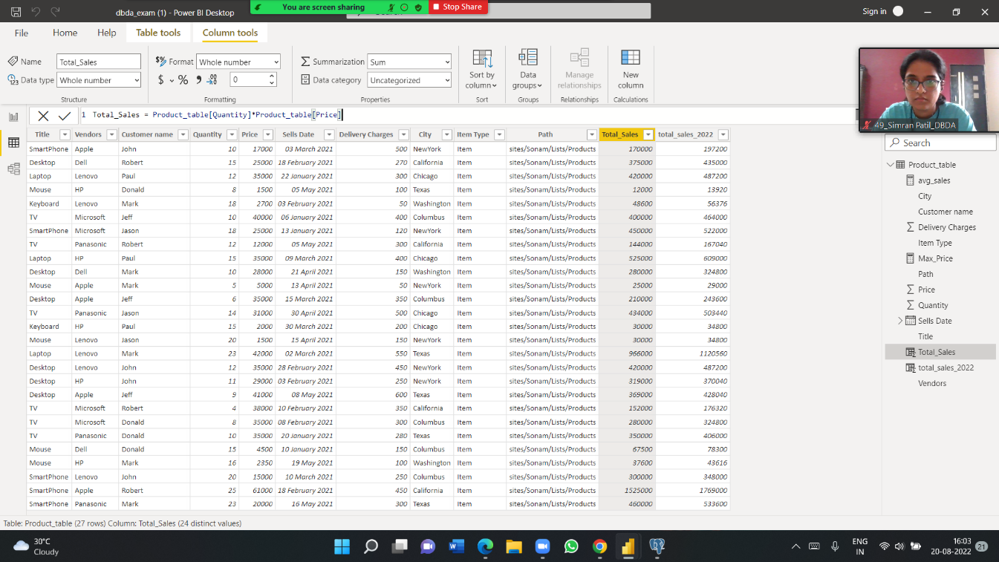 dbda_exam (1) - Power BI Desktop
You are screen sharing
Stop Share
Sign in
File Home Help Table tools Column tools
Name Total_Sales
Data type Whole number
Structure
Format Whole number
$ % , 0
Formatting
Summarization Sum
Data category Uncategorized
Properties
Sort by column
Sort
Data groups
Groups
Manage relationships
Relationships
New column
Calculations
1 Total_Sales = Product_table[Quantity]*Product_table[Price]
49_Simran Patil_DBDA
Title Vendors Customer name Quantity Price Sells Date Delivery Charges City Item Type Path Total_Sales total_sales_2022
SmartPhone Apple John 10 17000 03 March 2021 500 NewYork Item sites/Sonam/Lists/Products 170000 197200
Desktop Dell Robert 15 25000 18 February 2021 270 California Item sites/Sonam/Lists/Products 375000 435000
Laptop Lenovo Paul 12 35000 22 January 2021 300 Chicago Item sites/Sonam/Lists/Products 420000 487200
Mouse HP Donald 8 1500 05 May 2021 100 Texas Item sites/Sonam/Lists/Products 12000 13920
Keyboard Lenovo Mark 18 2700 03 February 2021 50 Washington Item sites/Sonam/Lists/Products 48600 56376
TV Microsoft Jeff 10 40000 06 January 2021 400 Columbus Item sites/Sonam/Lists/Products 400000 464000
SmartPhone Microsoft Jason 18 25000 13 January 2021 120 NewYork Item sites/Sonam/Lists/Products 450000 522000
TV Panasonic Robert 12 12000 05 May 2021 300 California Item sites/Sonam/Lists/Products 144000 167040
Laptop HP Paul 15 35000 09 March 2021 400 Chicago Item sites/Sonam/Lists/Products 525000 609000
Desktop Dell Mark 10 28000 21 April 2021 150 Washington Item sites/Sonam/Lists/Products 280000 324800
Mouse Apple Mark 5 5000 13 April 2021 50 NewYork Item sites/Sonam/Lists/Products 25000 29000
Desktop Apple Jeff 6 35000 15 March 2021 350 Columbus Item sites/Sonam/Lists/Products 210000 243600
TV Panasonic Jason 14 31000 30 April 2021 500 Chicago Item sites/Sonam/Lists/Products 434000 503440
Keyboard HP Paul 15 2000 30 March 2021 200 Chicago Item sites/Sonam/Lists/Products 30000 34800
Mouse Lenovo Jason 20 1500 15 April 2021 150 NewYork Item sites/Sonam/Lists/Products 30000 34800
Laptop Lenovo Mark 23 42000 02 March 2021 550 Texas Item sites/Sonam/Lists/Products 966000 1120560
Desktop Lenovo John 12 35000 28 February 2021 450 NewYork Item sites/Sonam/Lists/Products 420000 487200
Desktop HP John 11 29000 03 February 2021 250 NewYork Item sites/Sonam/Lists/Products 319000 370040
Desktop Apple Jeff 9 41000 08 May 2021 600 Texas Item sites/Sonam/Lists/Products 369000 428040
TV Microsoft Robert 4 38000 10 February 2021 350 California Item sites/Sonam/Lists/Products 152000 176320
TV Microsoft Donald 8 35000 08 February 2021 300 Columbus Item sites/Sonam/Lists/Products 280000 324800
TV Panasonic Donald 10 35000 20 January 2021 280 Texas Item sites/Sonam/Lists/Products 350000 406000
Mouse Dell Donald 15 4500 10 January 2021 150 Columbus Item sites/Sonam/Lists/Products 67500 78300
Mouse HP Mark 16 2350 19 May 2021 100 Washington Item sites/Sonam/Lists/Products 37600 43616
SmartPhone Lenovo John 20 15000 10 March 2021 250 Columbus Item sites/Sonam/Lists/Products 300000 348000
SmartPhone Apple Robert 25 61000 18 February 2021 450 California Item sites/Sonam/Lists/Products 1525000 1769000
SmartPhone Panasonic Mark 23 20000 16 May 2021 300 Texas Item sites/Sonam/Lists/Products 460000 533600
Search
Product_table
avg_sales
City
Customer name
Delivery Charges
Item Type
Max_Price
Path
Price
Quantity
Sells Date
Title
Total_Sales
total_sales_2022
Vendors
Table: Product_table (27 rows) Column: Total_Sales (24 distinct values)
30°C
Cloudy
ENG
IN
16:03
20-08-2022
21